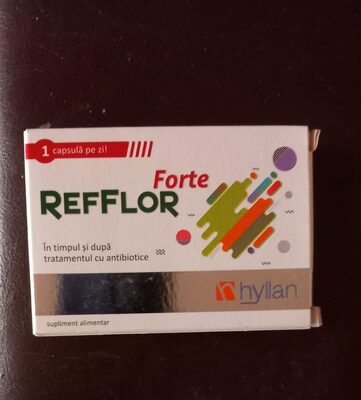 1 capsulă pe zi!
Forte
REFFLOR
În timpul și după
tratamentul cu antibiotice
hyllan
supliment alimentar